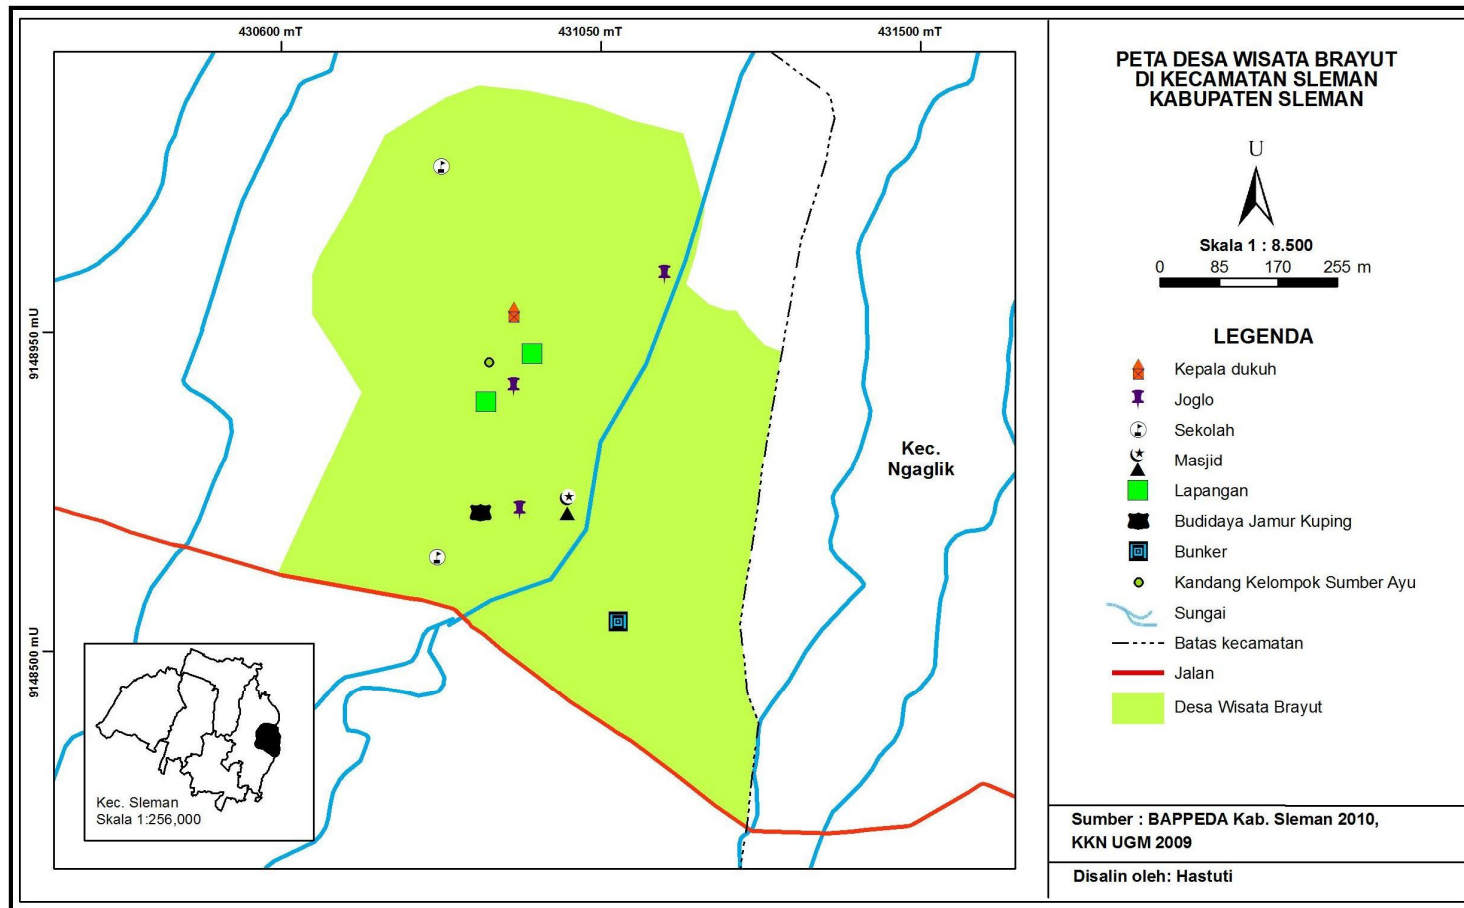 430600 mT
431050 mT
431500 mT
9148950 mU
9148500 mU
Kec.
Ngaglik
Kec. Sleman
Skala 1:256,000
PETA DESA WISATA BRAYUT
DI KECAMATAN SLEMAN
KABUPATEN SLEMAN
U
Skala 1 : 8.500
0 85 170 255 m
LEGENDA
Kepala dukuh
Joglo
Sekolah
Masjid
Lapangan
Budidaya Jamur Kuping
Bunker
Kandang Kelompok Sumber Ayu
Sungai
Batas kecamatan
Jalan
Desa Wisata Brayut
Sumber : BAPPEDA Kab. Sleman 2010,
KKN UGM 2009
Disalin oleh: Hastuti